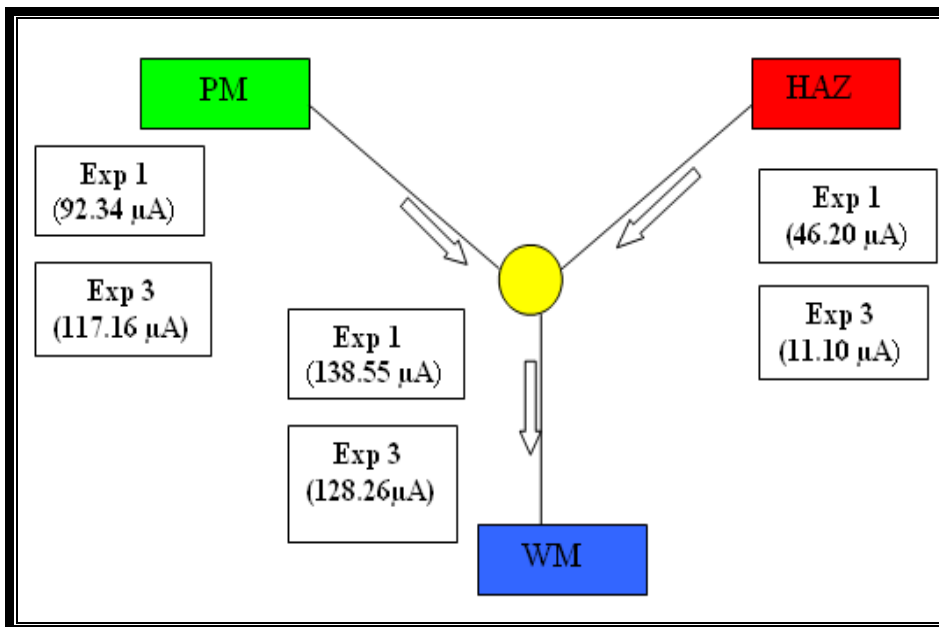 PM
HAZ
Exp 1
(92.34 µA)
Exp 3
(117.16 µA)
Exp 1
(138.55 µA)
Exp 3
(128.26µA)
Exp 1
(46.20 µA)
Exp 3
(11.10 µA)
WM